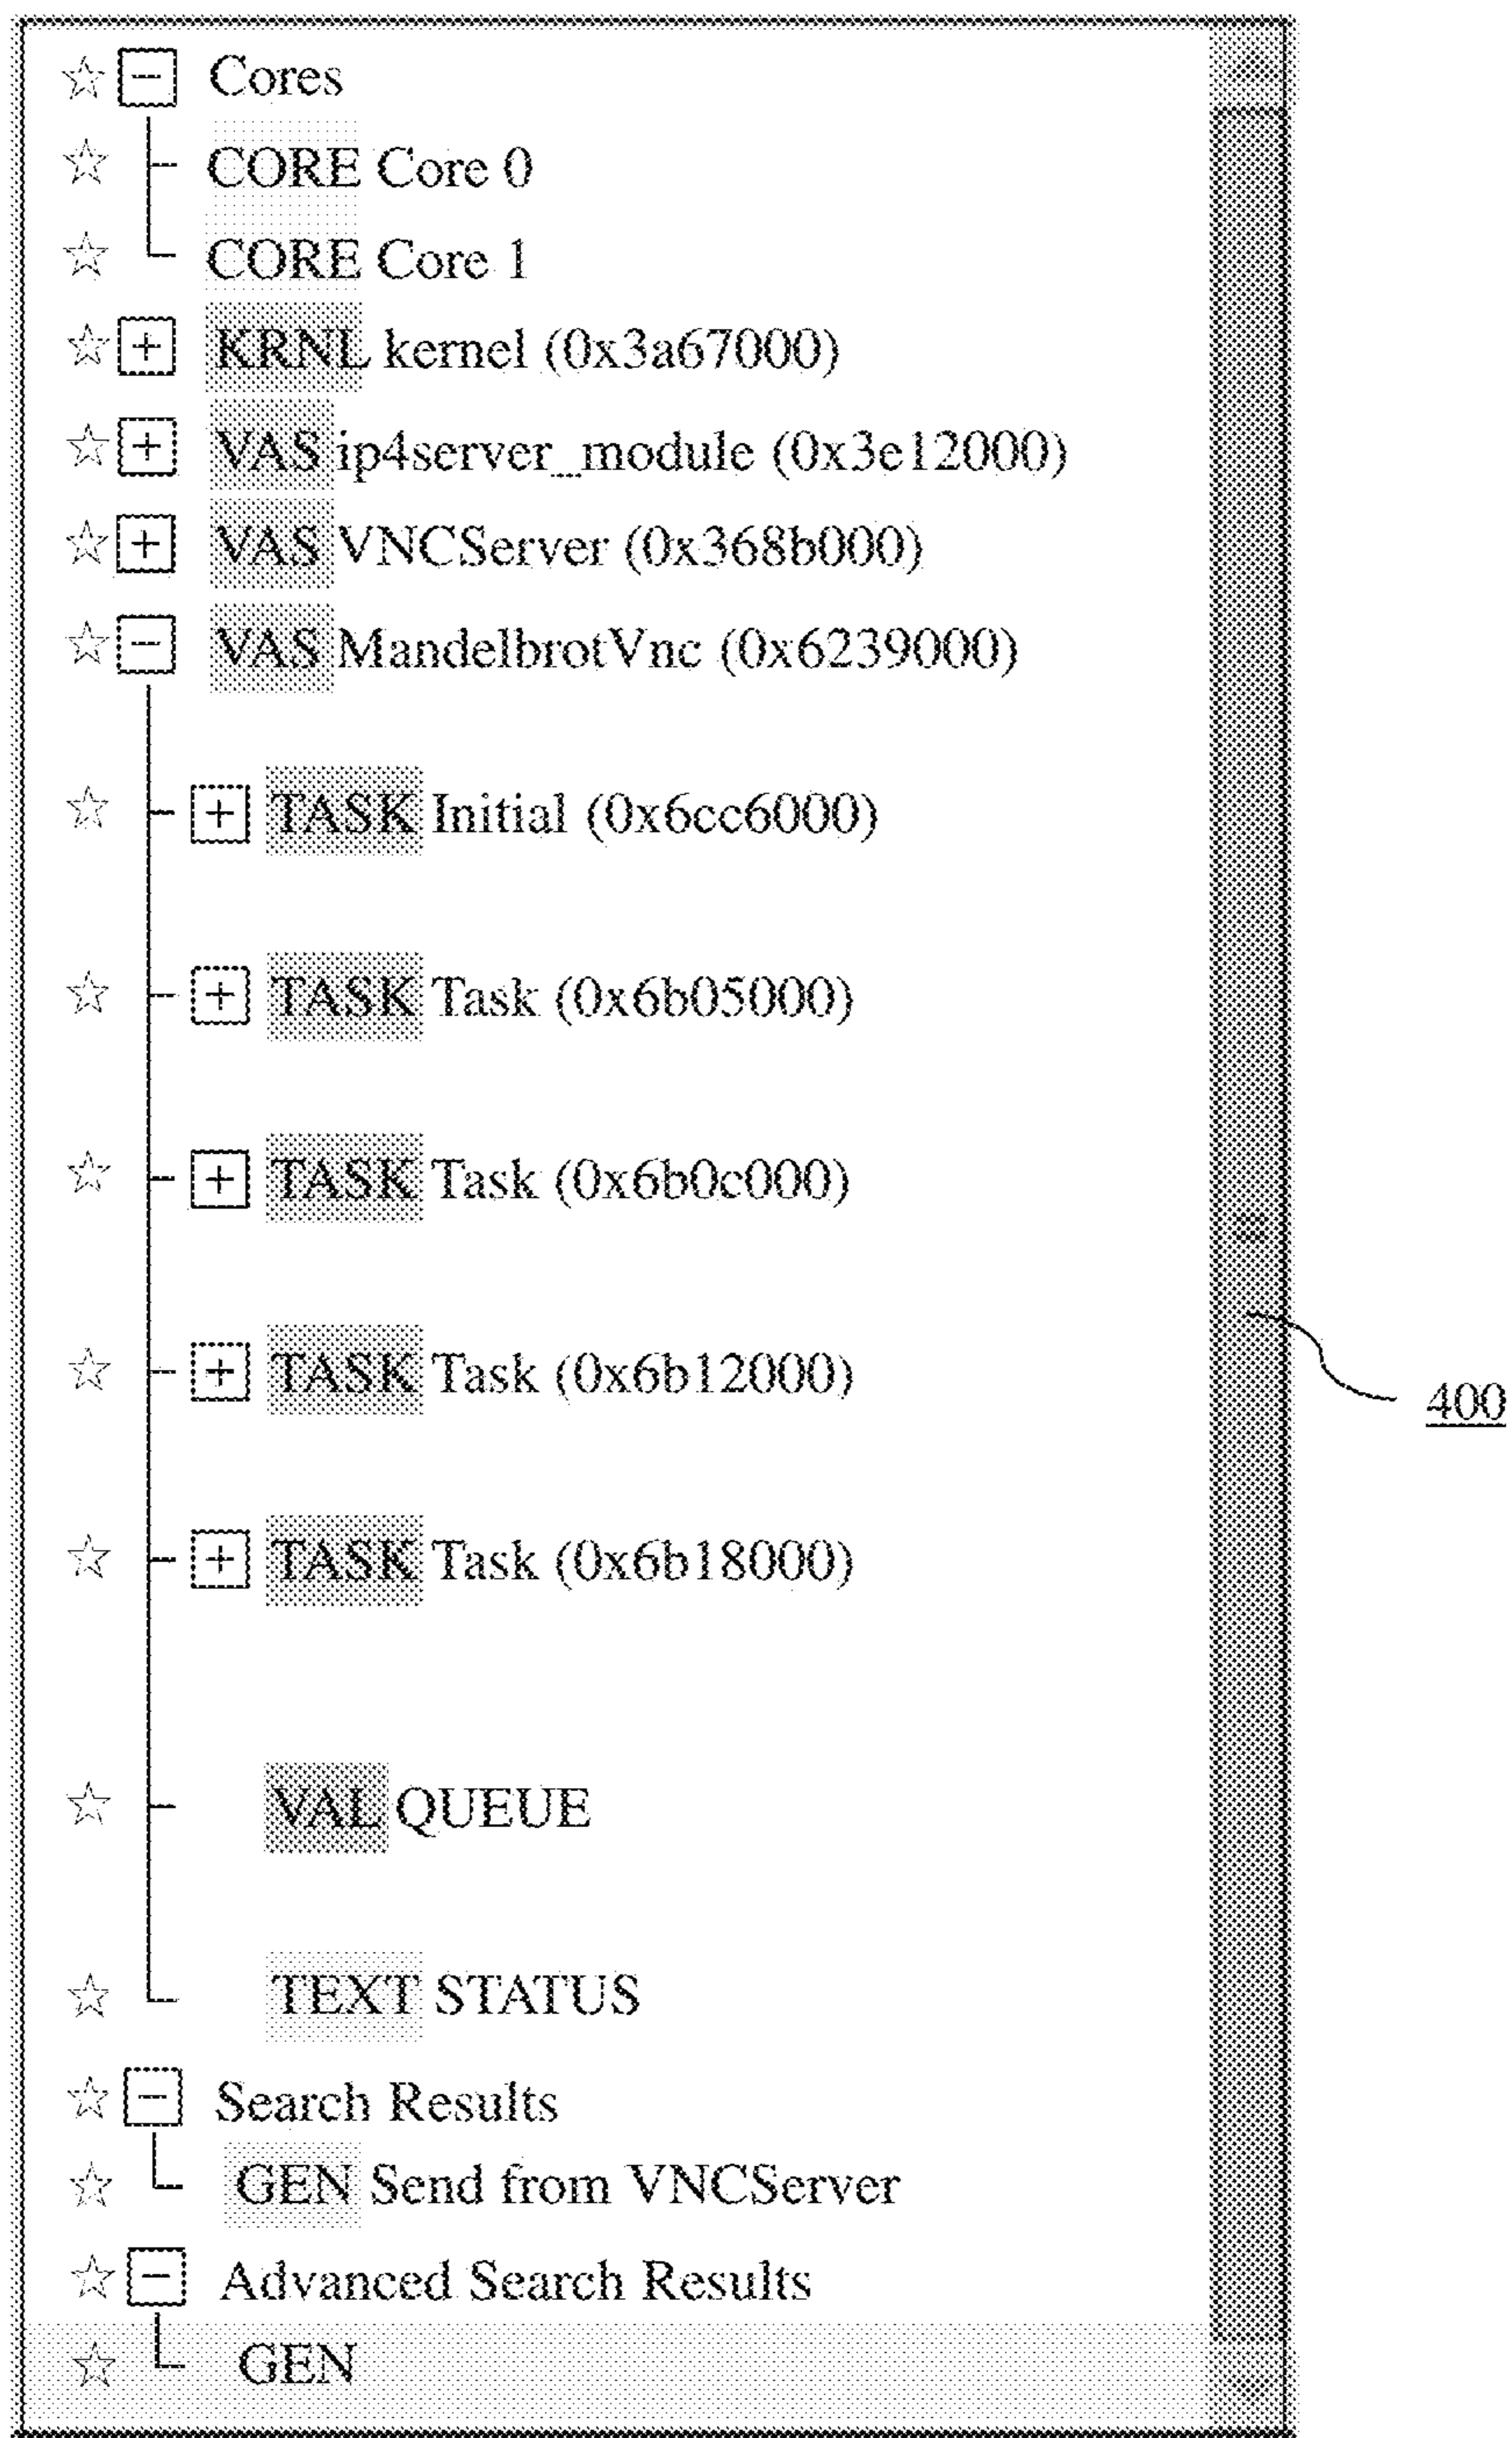 Cores
CORE Core 0
CORE Core 1
KRNL kernel (0x3a67000)
VAS ip4server_module (0x3e12000)
VAS VNCServer (0x368b000)
VAS MandelbrotVnc (0x6239000)
TASK Initial (0x6cc6000)
TASK Task (0x6b05000)
TASK Task (0x6b0c000)
TASK Task (0x6b12000)
400
TASK Task (0x6b18000)
VAL QUEUE
TEXT STATUS
Search Results
GEN Send from VNCServer
Advanced Search Results
GEN